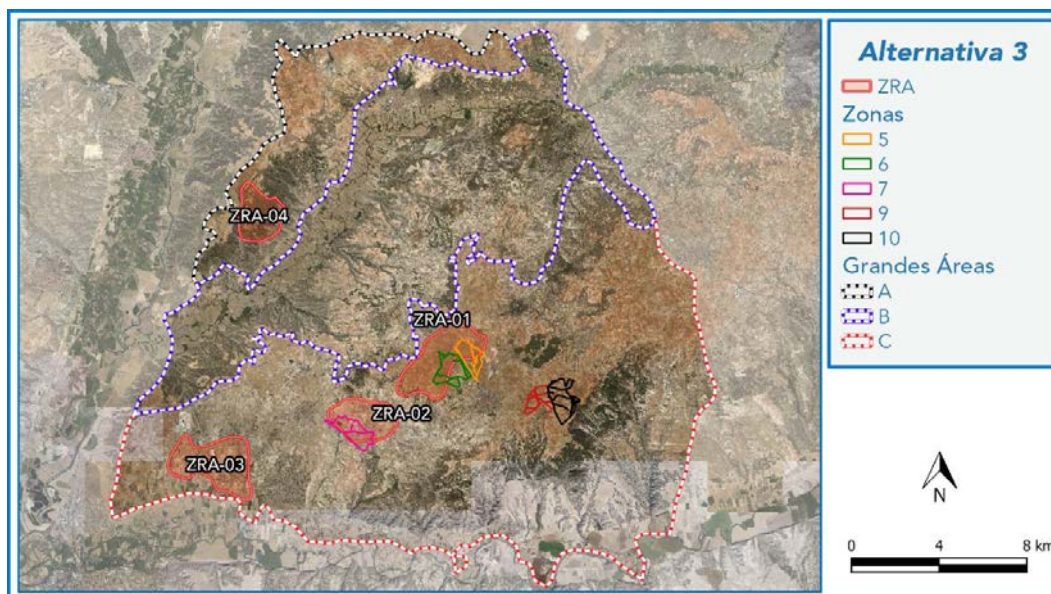 Alternativa 3
ZRA
Zonas
5
6
7
9
10
Grandes Áreas
A
B
C
ZRA-04
ZRA-01
ZRA-02
ZRA-03
N
0 4 8 km